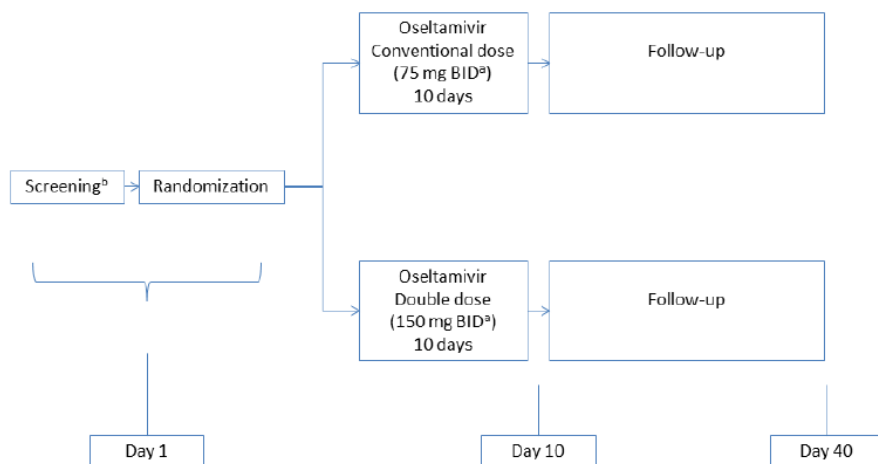 Oseltamivir
Conventional dose
(75 mg BIDᵃ)
10 days
Follow-up
Screeningᵇ
Randomization
Oseltamivir
Double dose
(150 mg BIDᵃ)
10 days
Follow-up
Day 1
Day 10
Day 40